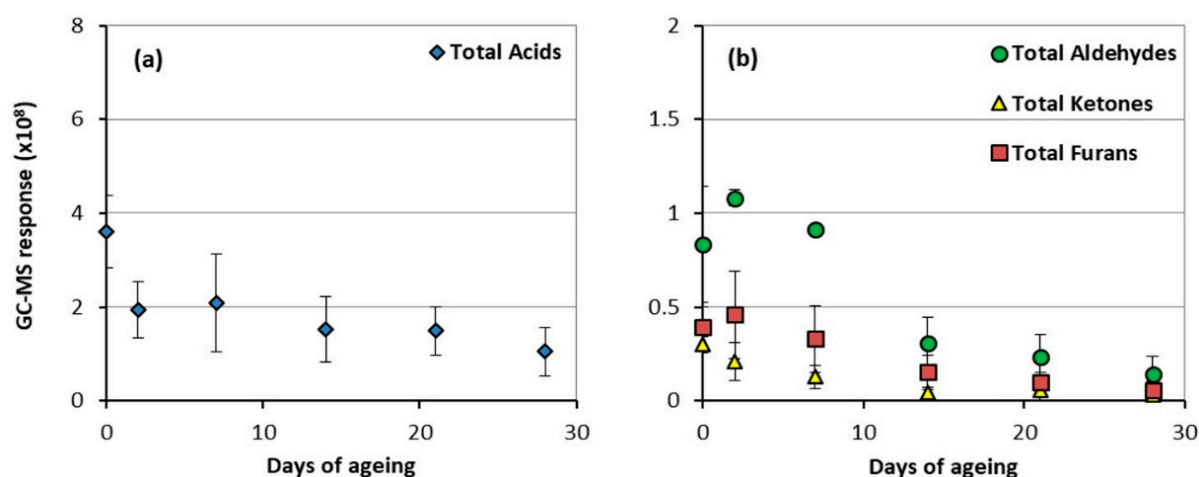 (a)
Total Acids
GC-MS response (x10⁸)
8
6
4
2
0
0 10 20 30
Days of ageing
(b)
Total Aldehydes
Total Ketones
Total Furans
2
1.5
1
0.5
0
0 10 20 30
Days of ageing